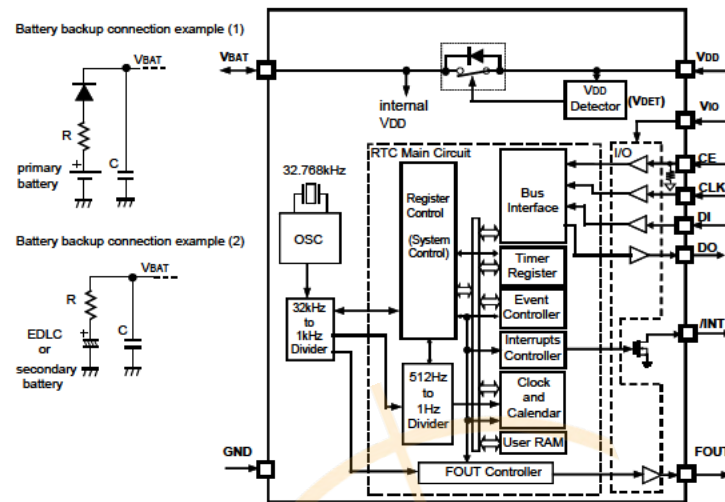 Battery backup connection example (1)
VBAT
R
+
C
primary
battery
Battery backup connection example (2)
VBAT
R
+
C
EDLC
or
secondary
battery
VBAT
VDD
internal
VDD
VDD
Detector
(VDET)
VIO
RTC Main Circuit
I/O
32.768kHz
OSC
Register
Control
(System
Control)
Bus
Interface
CE
CLK
DI
DO
Timer
Register
Event
Controller
Interrupts
Controller
/INT
32kHz
to
1kHz
Divider
512Hz
to
1Hz
Divider
Clock
and
Calendar
User RAM
GND
FOUT Controller
FOUT